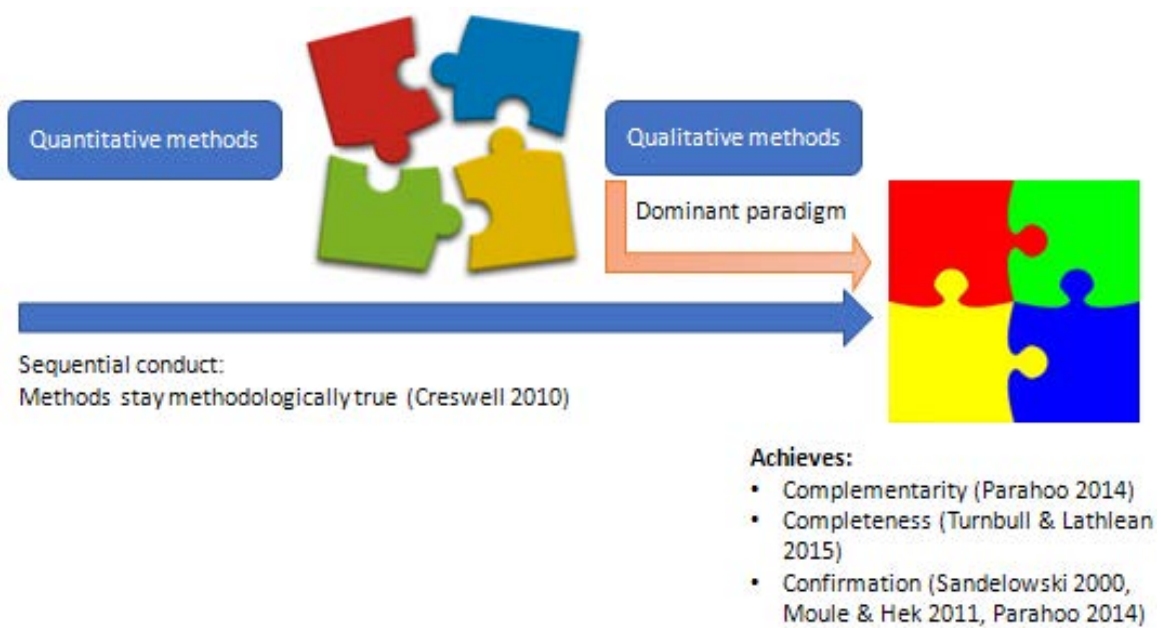 Quantitative methods
Qualitative methods
Dominant paradigm
Sequential conduct:
Methods stay methodologically true (Creswell 2010)
Achieves:
• Complementarity (Parahoo 2014)
• Completeness (Turnbull & Lathlean
2015)
• Confirmation (Sandelowski 2000,
Moule & Hek 2011, Parahoo 2014)